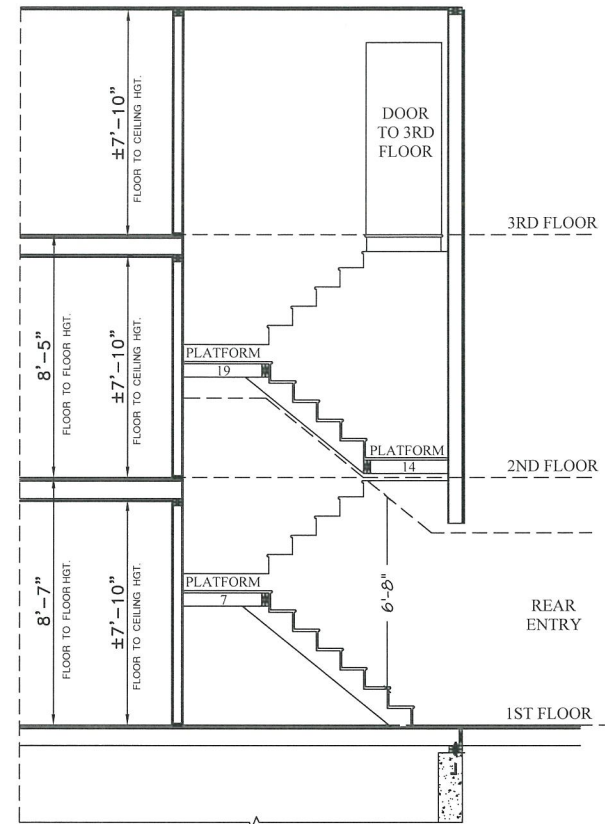 ±7'-10"
FLOOR TO CEILING HGT.
DOOR
TO 3RD
FLOOR
3RD FLOOR
8'-5"
FLOOR TO FLOOR HGT.
±7'-10"
FLOOR TO CEILING HGT.
PLATFORM
19
PLATFORM
14
2ND FLOOR
8'-7"
FLOOR TO FLOOR HGT.
±7'-10"
FLOOR TO CEILING HGT.
PLATFORM
7
6'-8"
REAR
ENTRY
1ST FLOOR